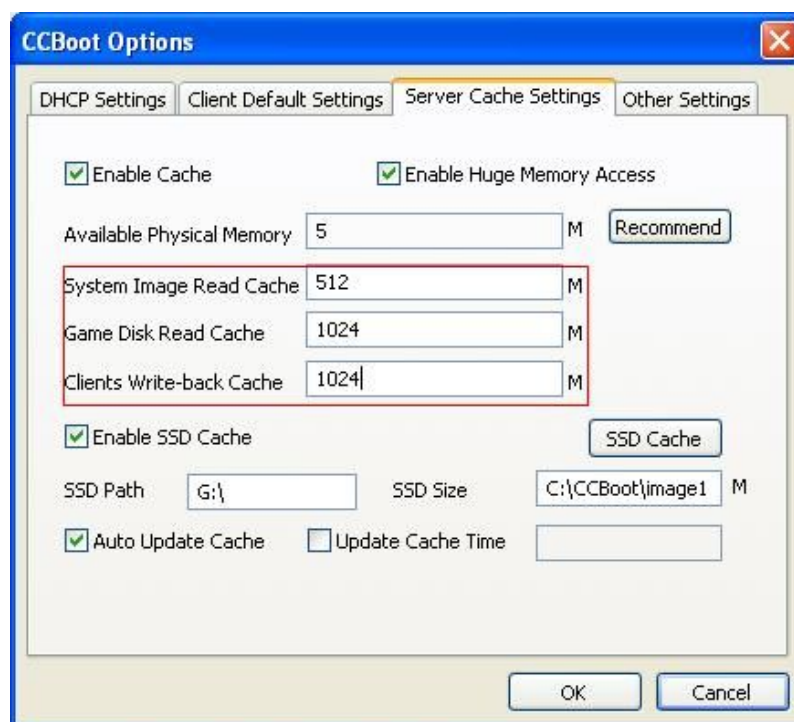 CCBoot Options
DHCP Settings Client Default Settings Server Cache Settings Other Settings
Enable Cache Enable Huge Memory Access
Available Physical Memory 5 M Recommend
System Image Read Cache 512 M
Game Disk Read Cache 1024 M
Clients Write-back Cache 1024 M
Enable SSD Cache SSD Cache
SSD Path G:\ SSD Size C:\CCBoot\image1 M
Auto Update Cache Update Cache Time
OK Cancel